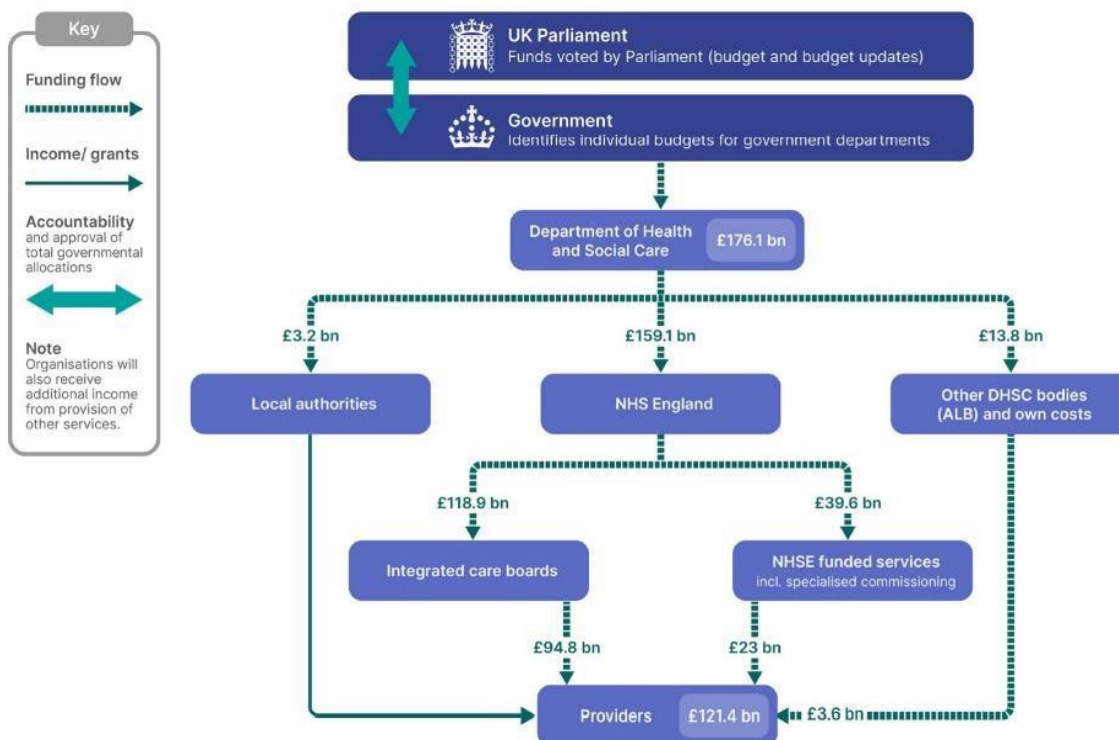 Key
Funding flow
Income/ grants
Accountability
and approval of
total governmental
allocations
Note
Organisations will
also receive
additional income
from provision of
other services.
UK Parliament
Funds voted by Parliament (budget and budget updates)
Government
Identifies individual budgets for government departments
Department of Health
and Social Care
£176.1 bn
£3.2 bn
£159.1 bn
£13.8 bn
Local authorities
NHS England
Other DHSC bodies
(ALB) and own costs
£118.9 bn
£39.6 bn
Integrated care boards
NHSE funded services
incl. specialised commissioning
£94.8 bn
£23 bn
Providers
£121.4 bn
£3.6 bn